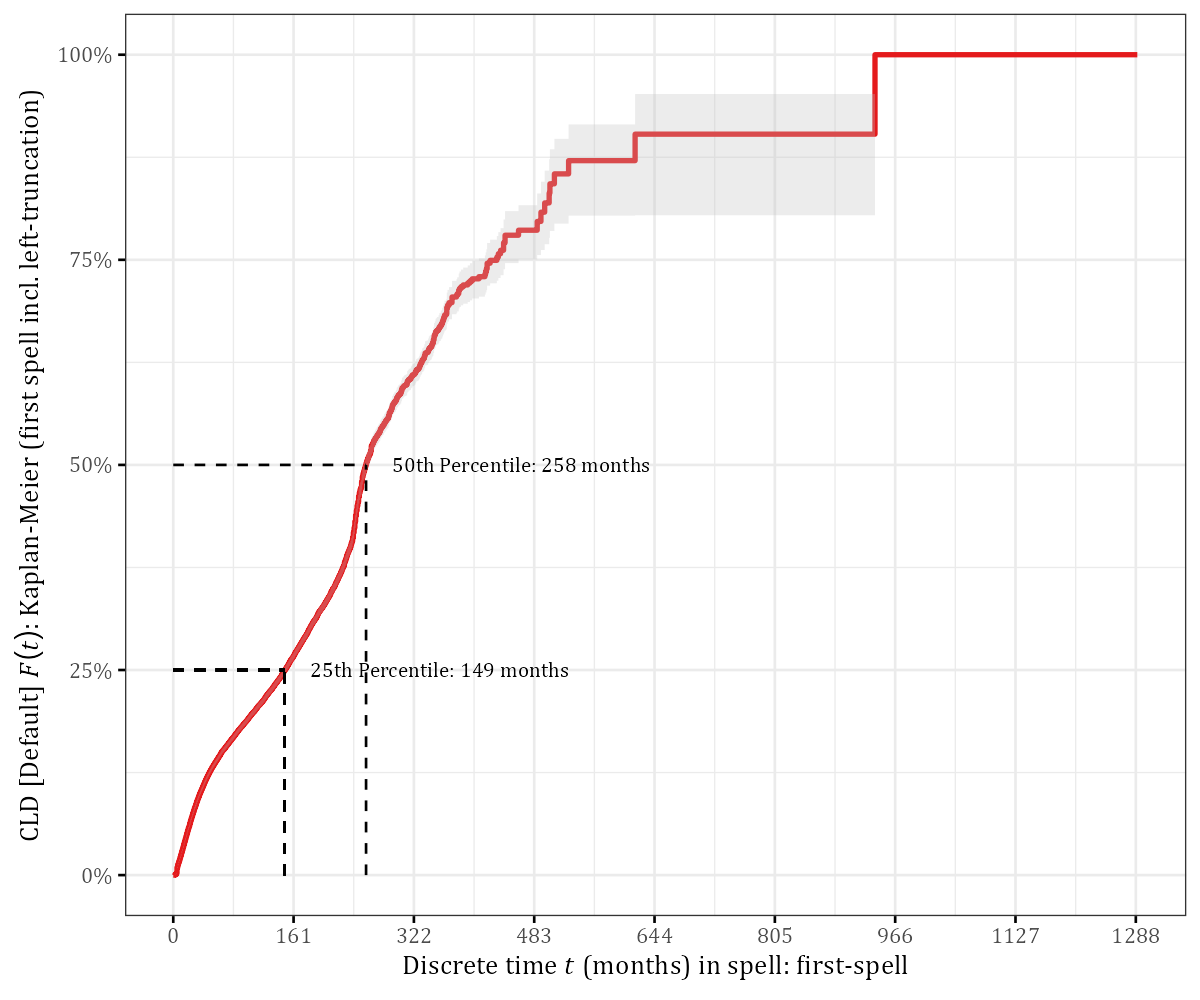 CLD [Default] F(t): Kaplan-Meier (first spell incl. left-truncation)
100%
75%
50%
25%
0%
50th Percentile: 258 months
25th Percentile: 149 months
0 161 322 483 644 805 966 1127 1288
Discrete time t (months) in spell: first-spell